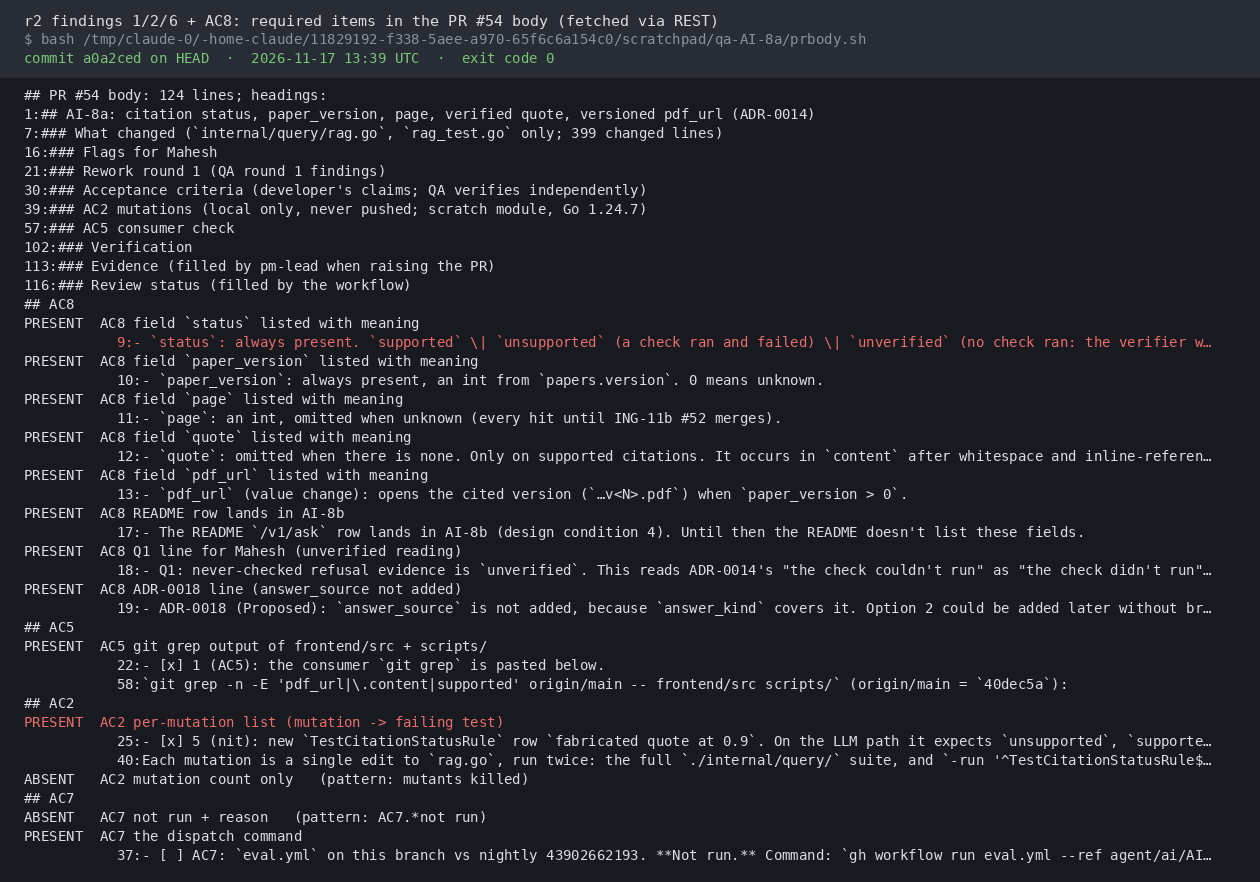 r2 findings 1/2/6 + AC8: required items in the PR #54 body (fetched via REST)
$ bash /tmp/claude-0/-home-claude/11829192-f338-5aee-a970-65f6c6a154c0/scratchpad/qa-AI-8a/prbody.sh
commit a0a2ced on HEAD  ·  2026-11-17 13:39 UTC  ·  exit code 0
## PR #54 body: 124 lines; headings:
1:## AI-8a: citation status, paper_version, page, verified quote, versioned pdf_url (ADR-0014)
7:### What changed (`internal/query/rag.go`, `rag_test.go` only; 399 changed lines)
16:### Flags for Mahesh
21:### Rework round 1 (QA round 1 findings)
30:### Acceptance criteria (developer's claims; QA verifies independently)
39:### AC2 mutations (local only, never pushed; scratch module, Go 1.24.7)
57:### AC5 consumer check
102:### Verification
113:### Evidence (filled by pm-lead when raising the PR)
116:### Review status (filled by the workflow)
## AC8
PRESENT  AC8 field `status` listed with meaning
9:- `status`: always present. `supported` \| `unsupported` (a check ran and failed) \| `unverified` (no check ran: the verifier w…
PRESENT  AC8 field `paper_version` listed with meaning
10:- `paper_version`: always present, an int from `papers.version`. 0 means unknown.
PRESENT  AC8 field `page` listed with meaning
11:- `page`: an int, omitted when unknown (every hit until ING-11b #52 merges).
PRESENT  AC8 field `quote` listed with meaning
12:- `quote`: omitted when there is none. Only on supported citations. It occurs in `content` after whitespace and inline-referen…
PRESENT  AC8 field `pdf_url` listed with meaning
13:- `pdf_url` (value change): opens the cited version (`…v<N>.pdf`) when `paper_version > 0`.
PRESENT  AC8 README row lands in AI-8b
17:- The README `/v1/ask` row lands in AI-8b (design condition 4). Until then the README doesn't list these fields.
PRESENT  AC8 Q1 line for Mahesh (unverified reading)
18:- Q1: never-checked refusal evidence is `unverified`. This reads ADR-0014's "the check couldn't run" as "the check didn't run"…
PRESENT  AC8 ADR-0018 line (answer_source not added)
19:- ADR-0018 (Proposed): `answer_source` is not added, because `answer_kind` covers it. Option 2 could be added later without br…
## AC5
PRESENT  AC5 git grep output of frontend/src + scripts/
22:- [x] 1 (AC5): the consumer `git grep` is pasted below.
58:`git grep -n -E 'pdf_url|\.content|supported' origin/main -- frontend/src scripts/` (origin/main = `40dec5a`):
## AC2
PRESENT  AC2 per-mutation list (mutation -> failing test)
25:- [x] 5 (nit): new `TestCitationStatusRule` row `fabricated quote at 0.9`. On the LLM path it expects `unsupported`, `supporte…
40:Each mutation is a single edit to `rag.go`, run twice: the full `./internal/query/` suite, and `-run '^TestCitationStatusRule$…
ABSENT   AC2 mutation count only   (pattern: mutants killed)
## AC7
ABSENT   AC7 not run + reason   (pattern: AC7.*not run)
PRESENT  AC7 the dispatch command
37:- [ ] AC7: `eval.yml` on this branch vs nightly 43902662193. **Not run.** Command: `gh workflow run eval.yml --ref agent/ai/AI…